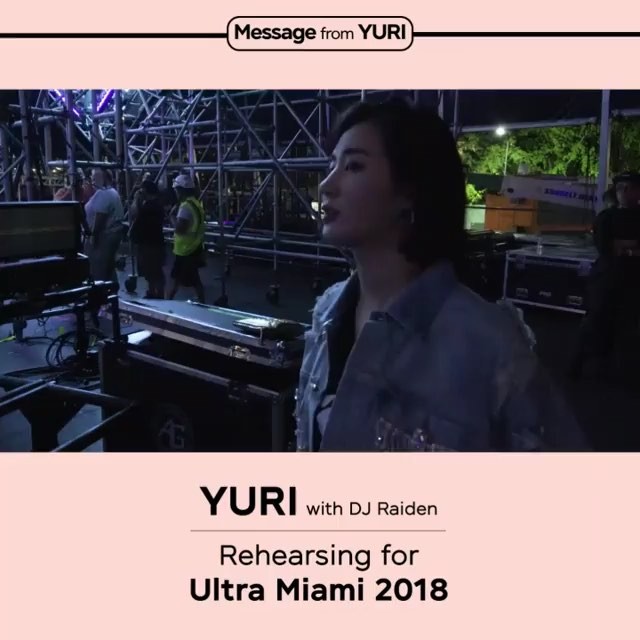 Message from YURI
YURI with DJ Raiden
Rehearsing for
Ultra Miami 2018